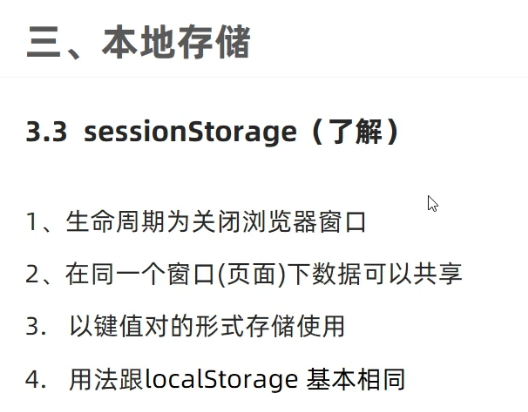 三、本地存储
3.3 sessionStorage（了解）
1、生命周期为关闭浏览器窗口
2、在同一个窗口(页面)下数据可以共享
3. 以键值对的形式存储使用
4. 用法跟localStorage 基本相同